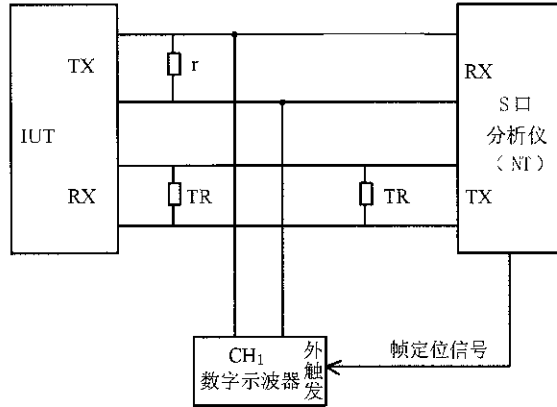 TX
r
RX
S口
分析仪
（NT）
IUT
RX
TR
TR
TX
CH₁
数字示波器
外触发
帧定位信号